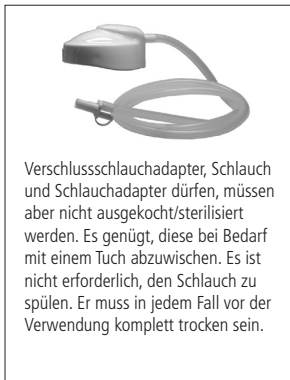 Verschlussschlauchadapter, Schlauch
und Schlauchadapter dürfen, müssen
aber nicht ausgekocht/sterilisiert
werden. Es genügt, diese bei Bedarf
mit einem Tuch abzuwischen. Es ist
nicht erforderlich, den Schlauch zu
spülen. Er muss in jedem Fall vor der
Verwendung komplett trocken sein.